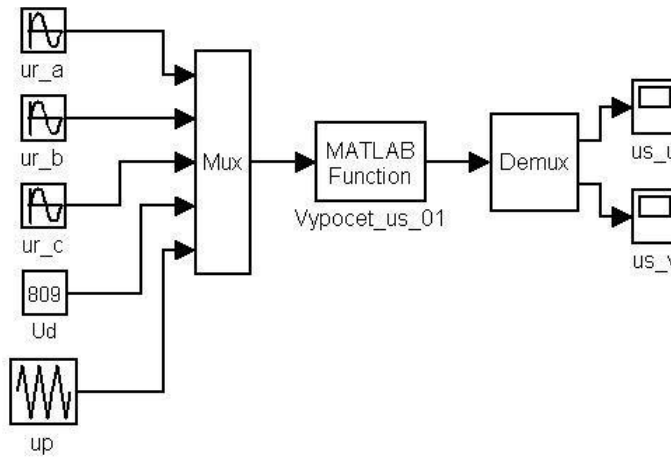 ur_a
ur_b
ur_c
809
Ud
up
Mux
MATLAB
Function
Vypocet_us_01
Demux